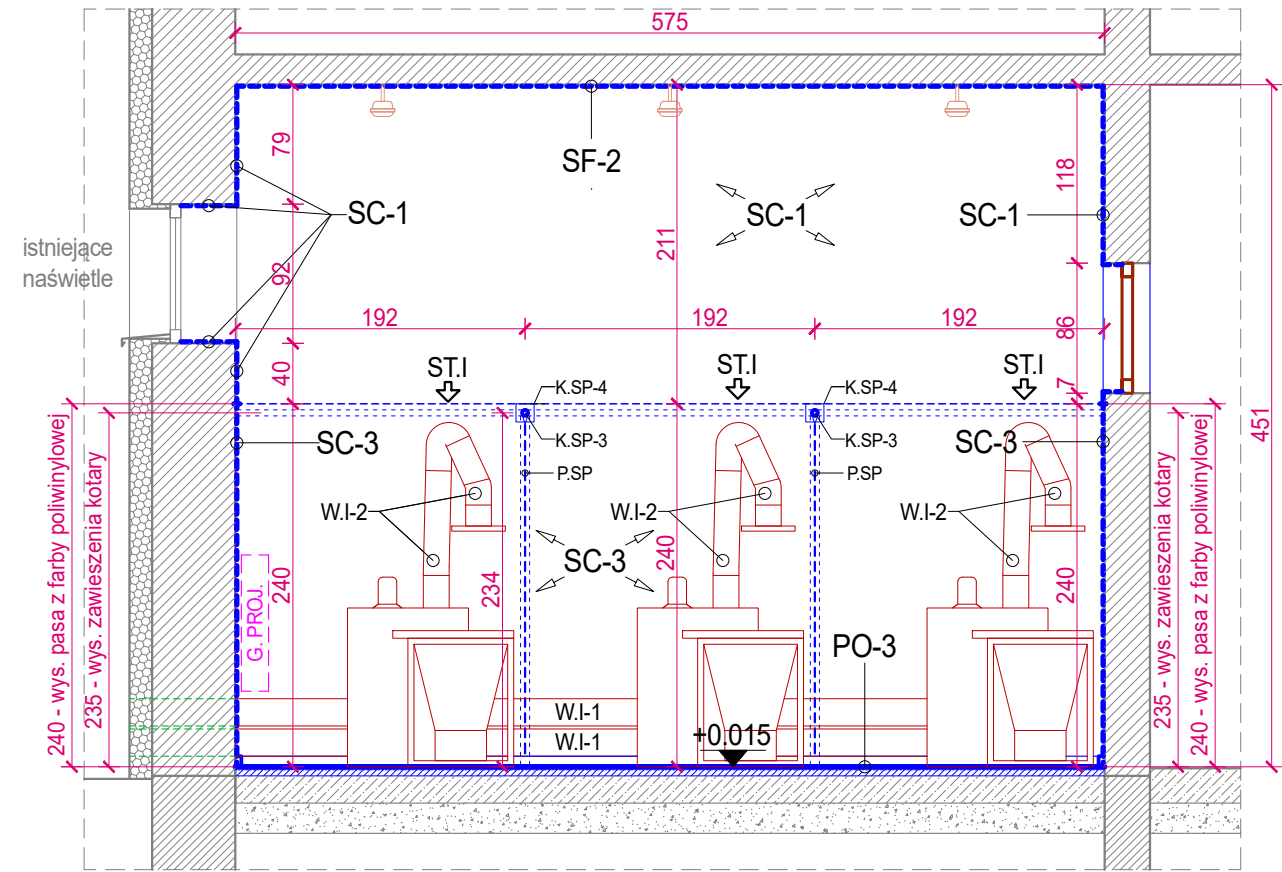 575
79
SF-2
118
SC-1
SC-1
SC-1
211
istniejące
naświetle
92
192
192
192
86
40
ST.I
ST.I
ST.I
7
K.SP-4
K.SP-4
451
K.SP-3
K.SP-3
SC-3
SC-3
P.SP
P.SP
W.I-2
W.I-2
W.I-2
SC-3
240 - wys. pasa z farby poliwinylowej
235 - wys. zawieszenia kotary
240
234
240
240
235 - wys. zawieszenia kotary
240 - wys. pasa z farby poliwinylowej
G. PROJ.
PO-3
W.I-1
+0.015
W.I-1